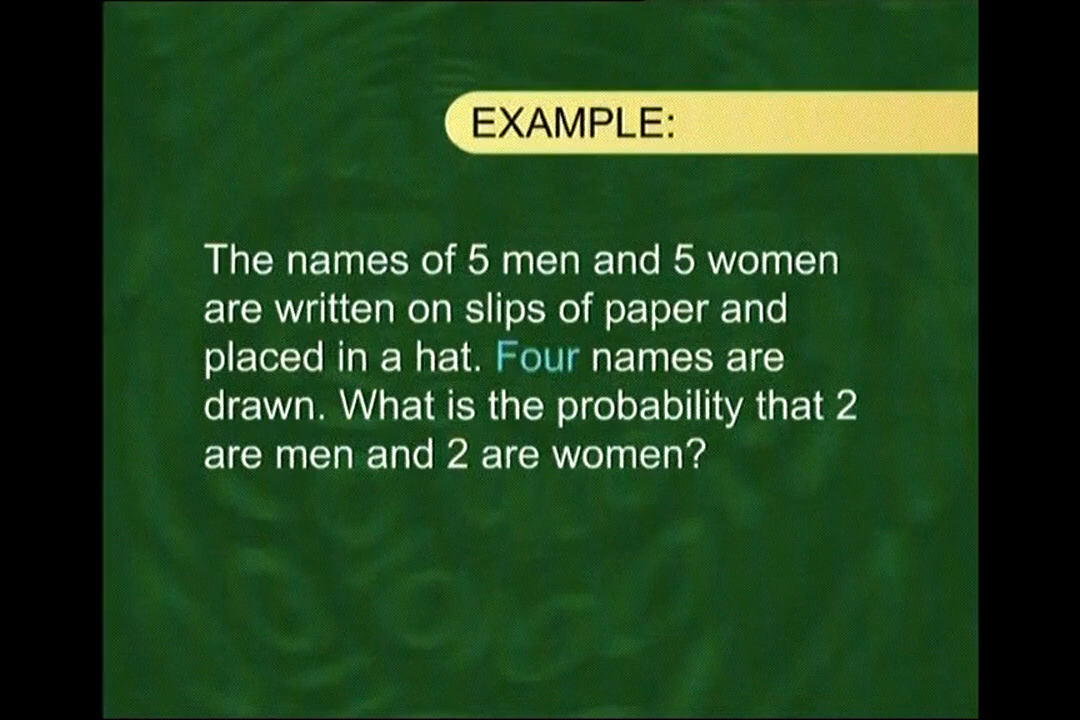 EXAMPLE:
The names of 5 men and 5 women
are written on slips of paper and
placed in a hat. Four names are
drawn. What is the probability that 2
are men and 2 are women?